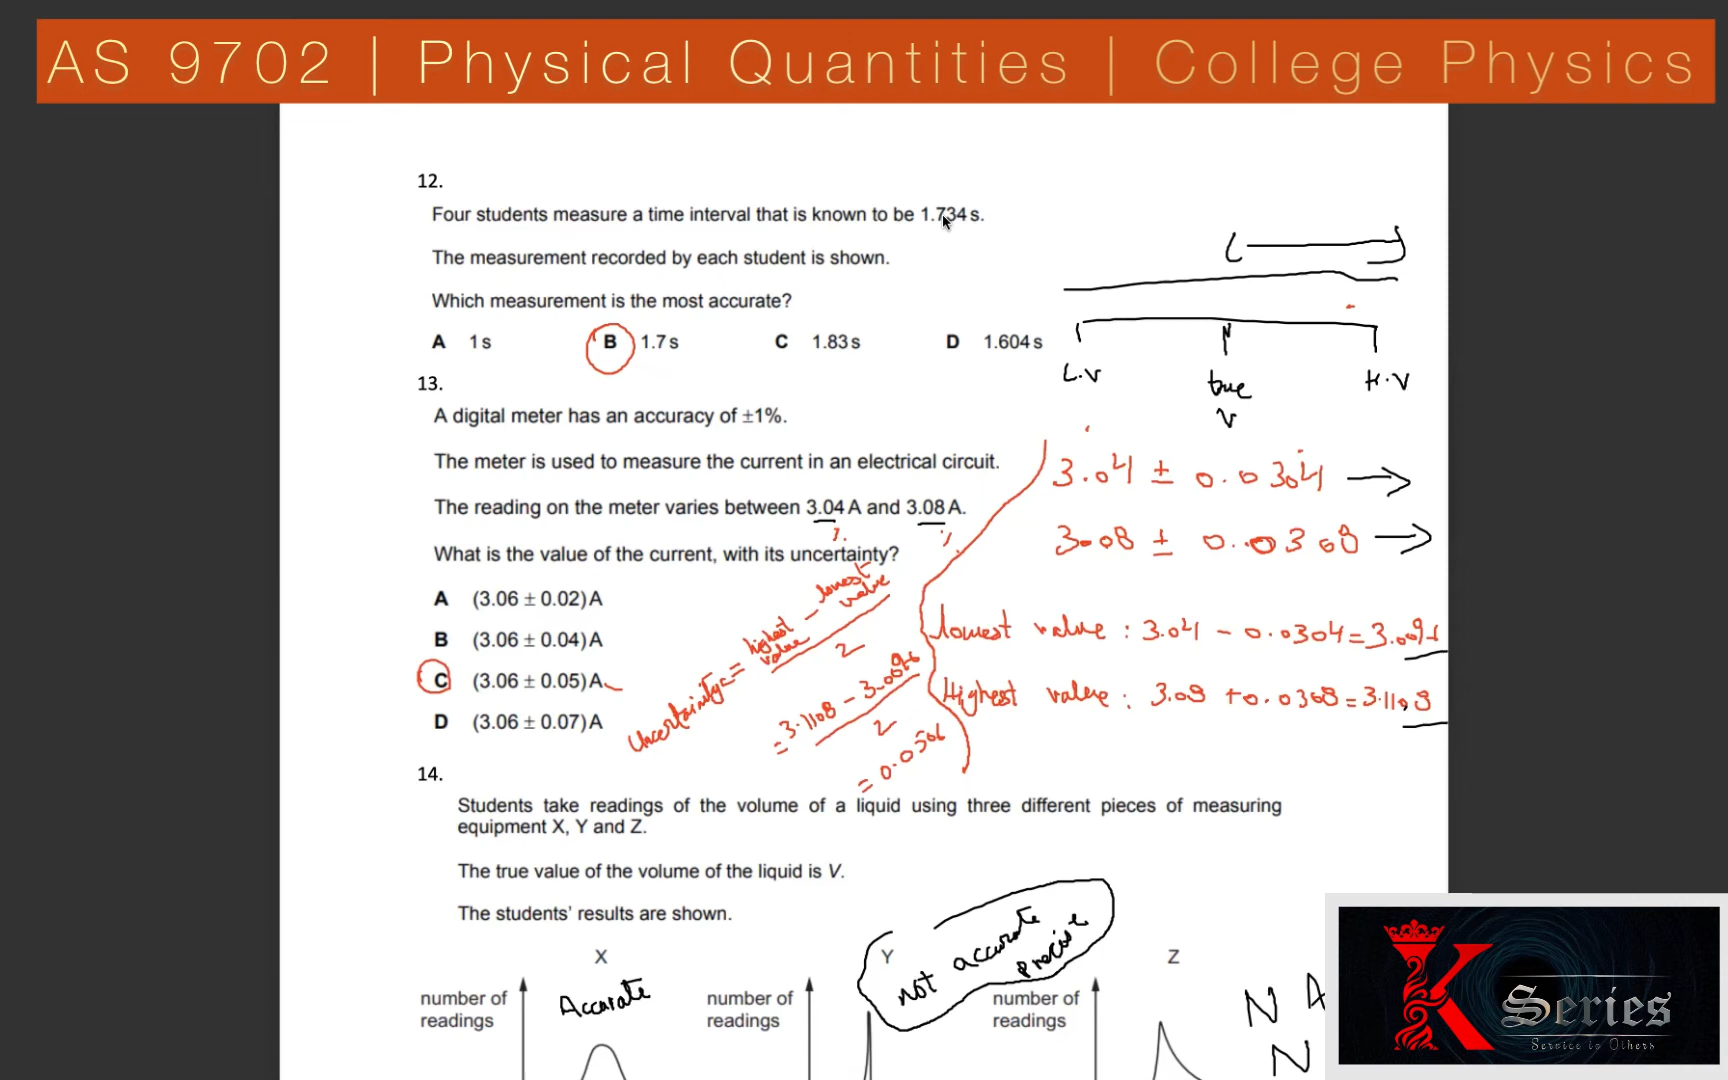 AS 9702 | Physical Quantities | College Physics
12.
Four students measure a time interval that is known to be 1.734 s.
The measurement recorded by each student is shown.
Which measurement is the most accurate?
A 1 s B 1.7 s C 1.83 s D 1.604 s
L.V true V H.V
13.
A digital meter has an accuracy of ±1%.
The meter is used to measure the current in an electrical circuit.
The reading on the meter varies between 3.04 A and 3.08 A.
What is the value of the current, with its uncertainty?
A (3.06 ± 0.02) A
B (3.06 ± 0.04) A
C (3.06 ± 0.05) A
D (3.06 ± 0.07) A
3.04 ± 0.0304
3.08 ± 0.0308
lowest value : 3.04 - 0.0304 =
Highest value : 3.08 + 0.0308 = 3.1108
Uncertainty = highest value - lowest value
2
= 3.1108 -
2
= 0.0506
14.
Students take readings of the volume of a liquid using three different pieces of measuring
equipment X, Y and Z.
The true value of the volume of the liquid is V.
The students' results are shown.
X Y Z
Accurate
not accurate
precise
number of
readings
number of
readings
number of
readings
N A
N
K Series
Service to Others